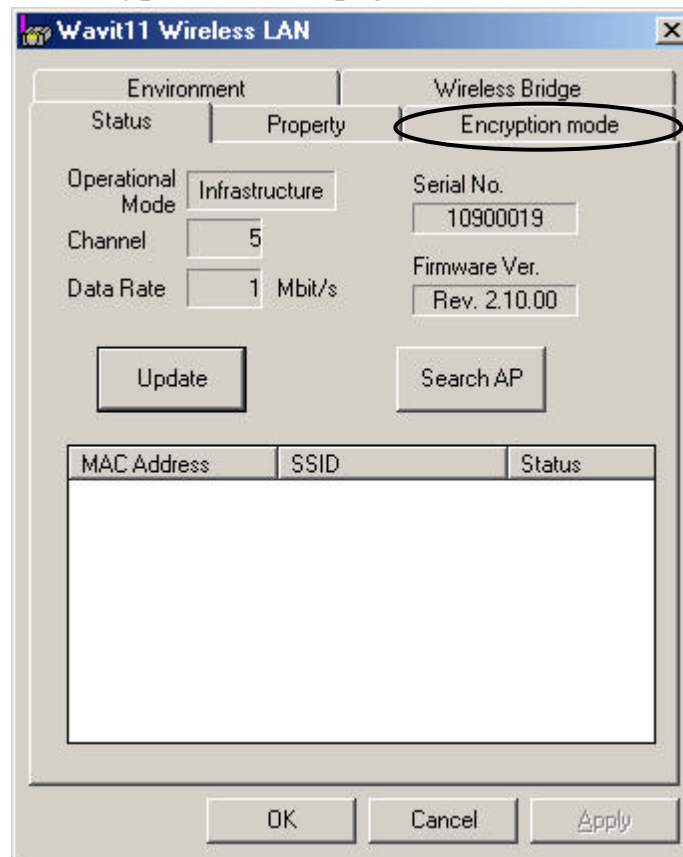 Wavit11 Wireless LAN
Environment Wireless Bridge
Status Property Encryption mode
Operational Mode Infrastructure
Channel 5
Data Rate 1 Mbit/s
Serial No.
10900019
Firmware Ver.
Rev. 2.10.00
Update Search AP
MAC Address SSID Status
OK Cancel Apply